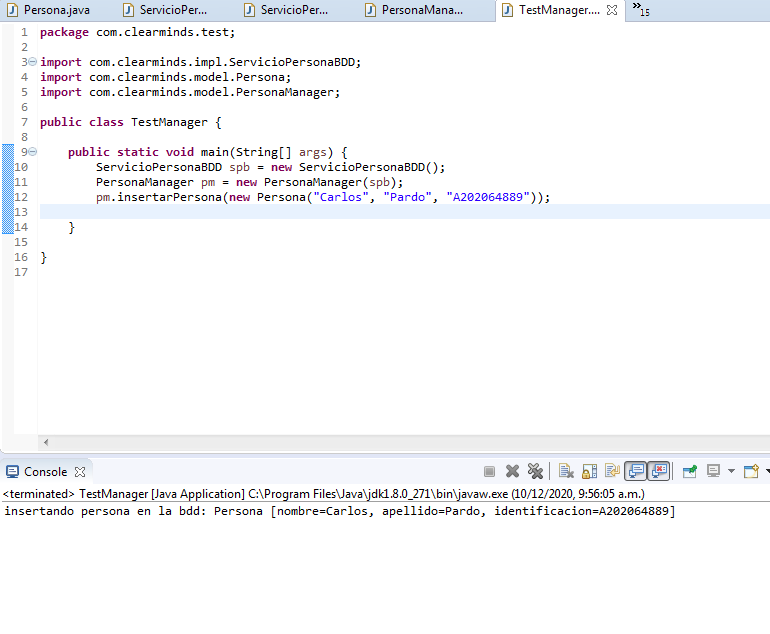 Persona.java ServicioPer... ServicioPer... PersonaMana... TestManager.... »15
1 package com.clearminds.test;
2
3 import com.clearminds.impl.ServicioPersonaBDD;
4 import com.clearminds.model.Persona;
5 import com.clearminds.model.PersonaManager;
6
7 public class TestManager {
8
9 public static void main(String[] args) {
10 ServicioPersonaBDD spb = new ServicioPersonaBDD();
11 PersonaManager pm = new PersonaManager(spb);
12 pm.insertarPersona(new Persona("Carlos", "Pardo", "A202064889"));
13
14 }
15
16 }
17
Console
<terminated> TestManager [Java Application] C:\Program Files\Java\jdk1.8.0_271\bin\javaw.exe (10/12/2020, 9:56:05 a.m.)
insertando persona en la bdd: Persona [nombre=Carlos, apellido=Pardo, identificacion=A202064889]